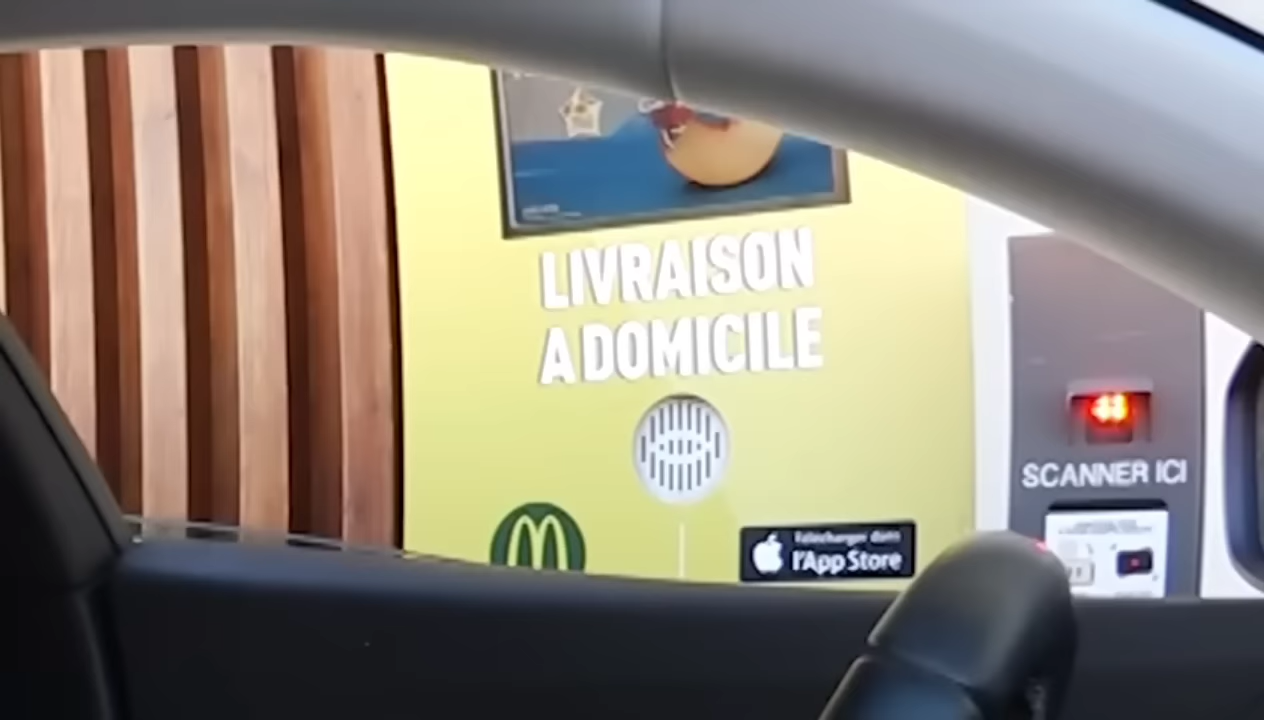 LIVRAISON
A DOMICILE
Télécharger dans
l'App Store
SCANNER ICI